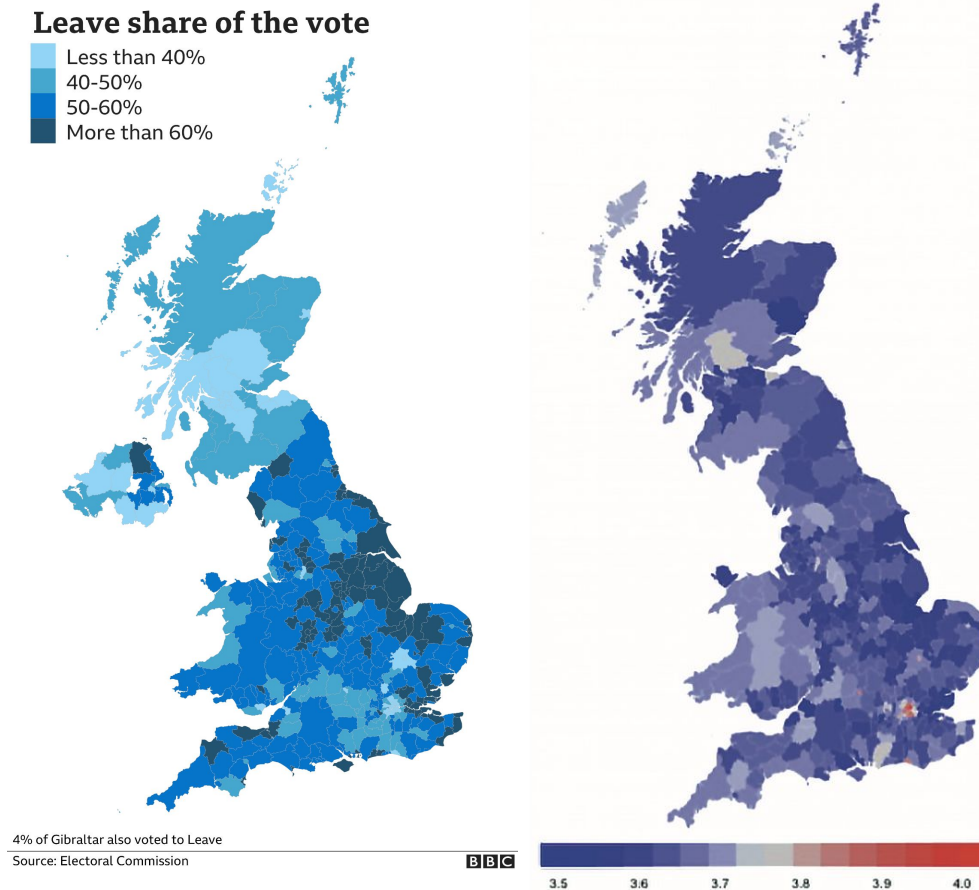 Leave share of the vote
Less than 40%
40-50%
50-60%
More than 60%
4% of Gibraltar also voted to Leave
Source: Electoral Commission
BBC
3.5 3.6 3.7 3.8 3.9 4.0